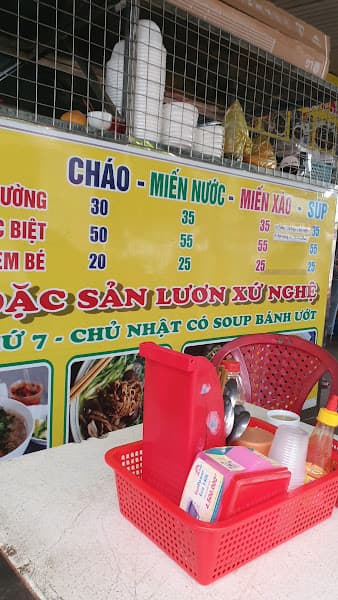 CHÁO - MIẾN NƯỚC - MIẾN XÀO - SUP
ƯỜNG 30 35 35 35
C BIỆT 50 55 55 55
EM BÉ 20 25 25 25
ĐẶC SẢN LƯƠN XỨ NGHỆ
Ứ 7 - CHỦ NHẬT CÓ SOUP BÁNH ƯỚT